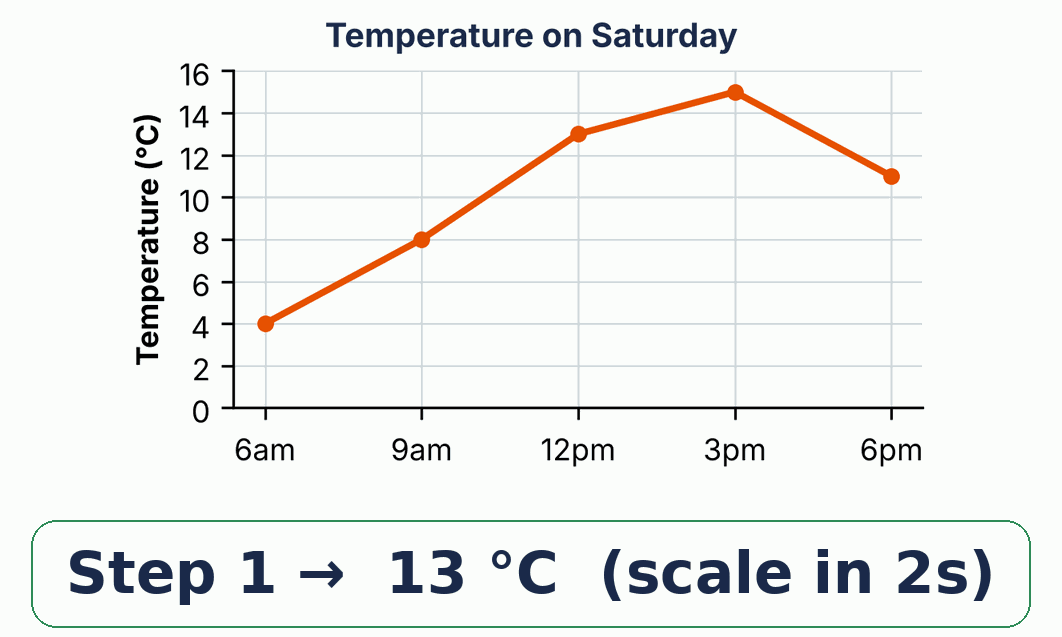 Temperature on Saturday
Temperature (°C)
16
14
12
10
8
6
4
2
0
6am 9am 12pm 3pm 6pm
Step 1 → 13 °C (scale in 2s)